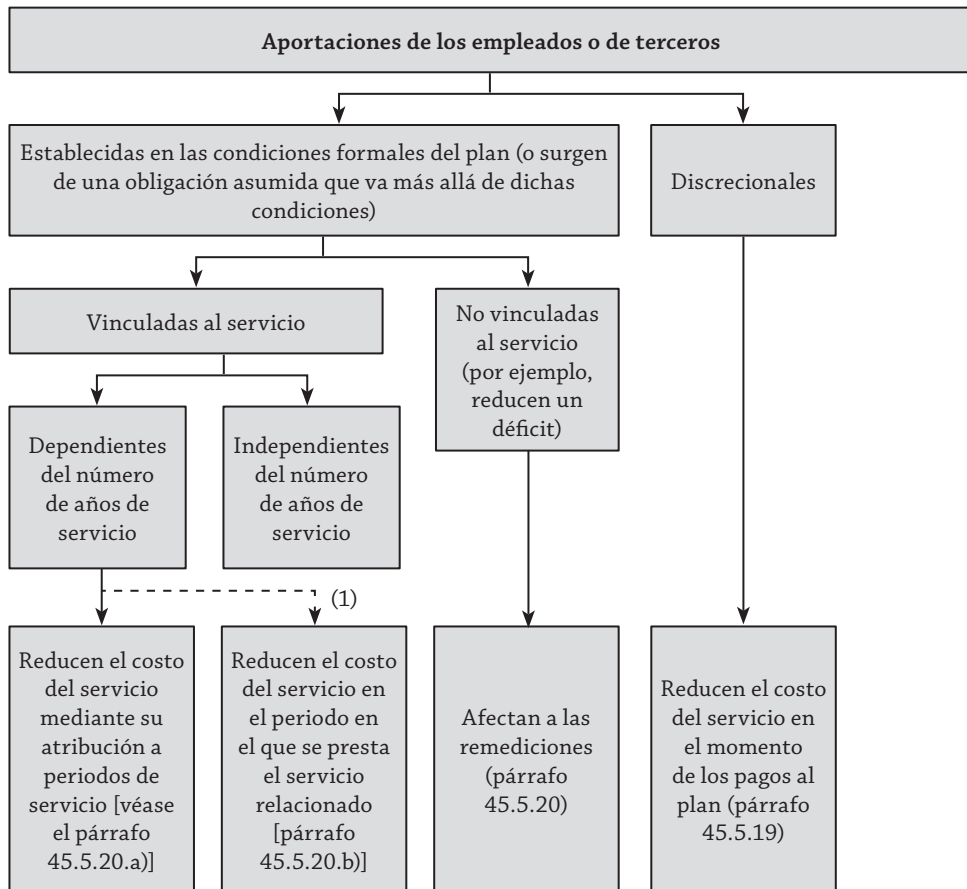 Aportaciones de los empleados o de terceros
Establecidas en las condiciones formales del plan (o surgen
de una obligación asumida que va más allá de dichas
condiciones)
Discrecionales
Vinculadas al servicio
No vinculadas
al servicio
(por ejemplo,
reducen un
déficit)
Dependientes
del número
de años de
servicio
Independientes
del número
de años de
servicio
(1)
Reducen el costo
del servicio
mediante su
atribución a
periodos de
servicio [véase
el párrafo
45.5.20.a)]
Reducen el costo
del servicio en
el periodo en
el que se presta
el servicio
relacionado
[párrafo
45.5.20.b)]
Afectan a las
remediciones
(párrafo
45.5.20)
Reducen el costo
del servicio en
el momento
de los pagos al
plan (párrafo
45.5.19)